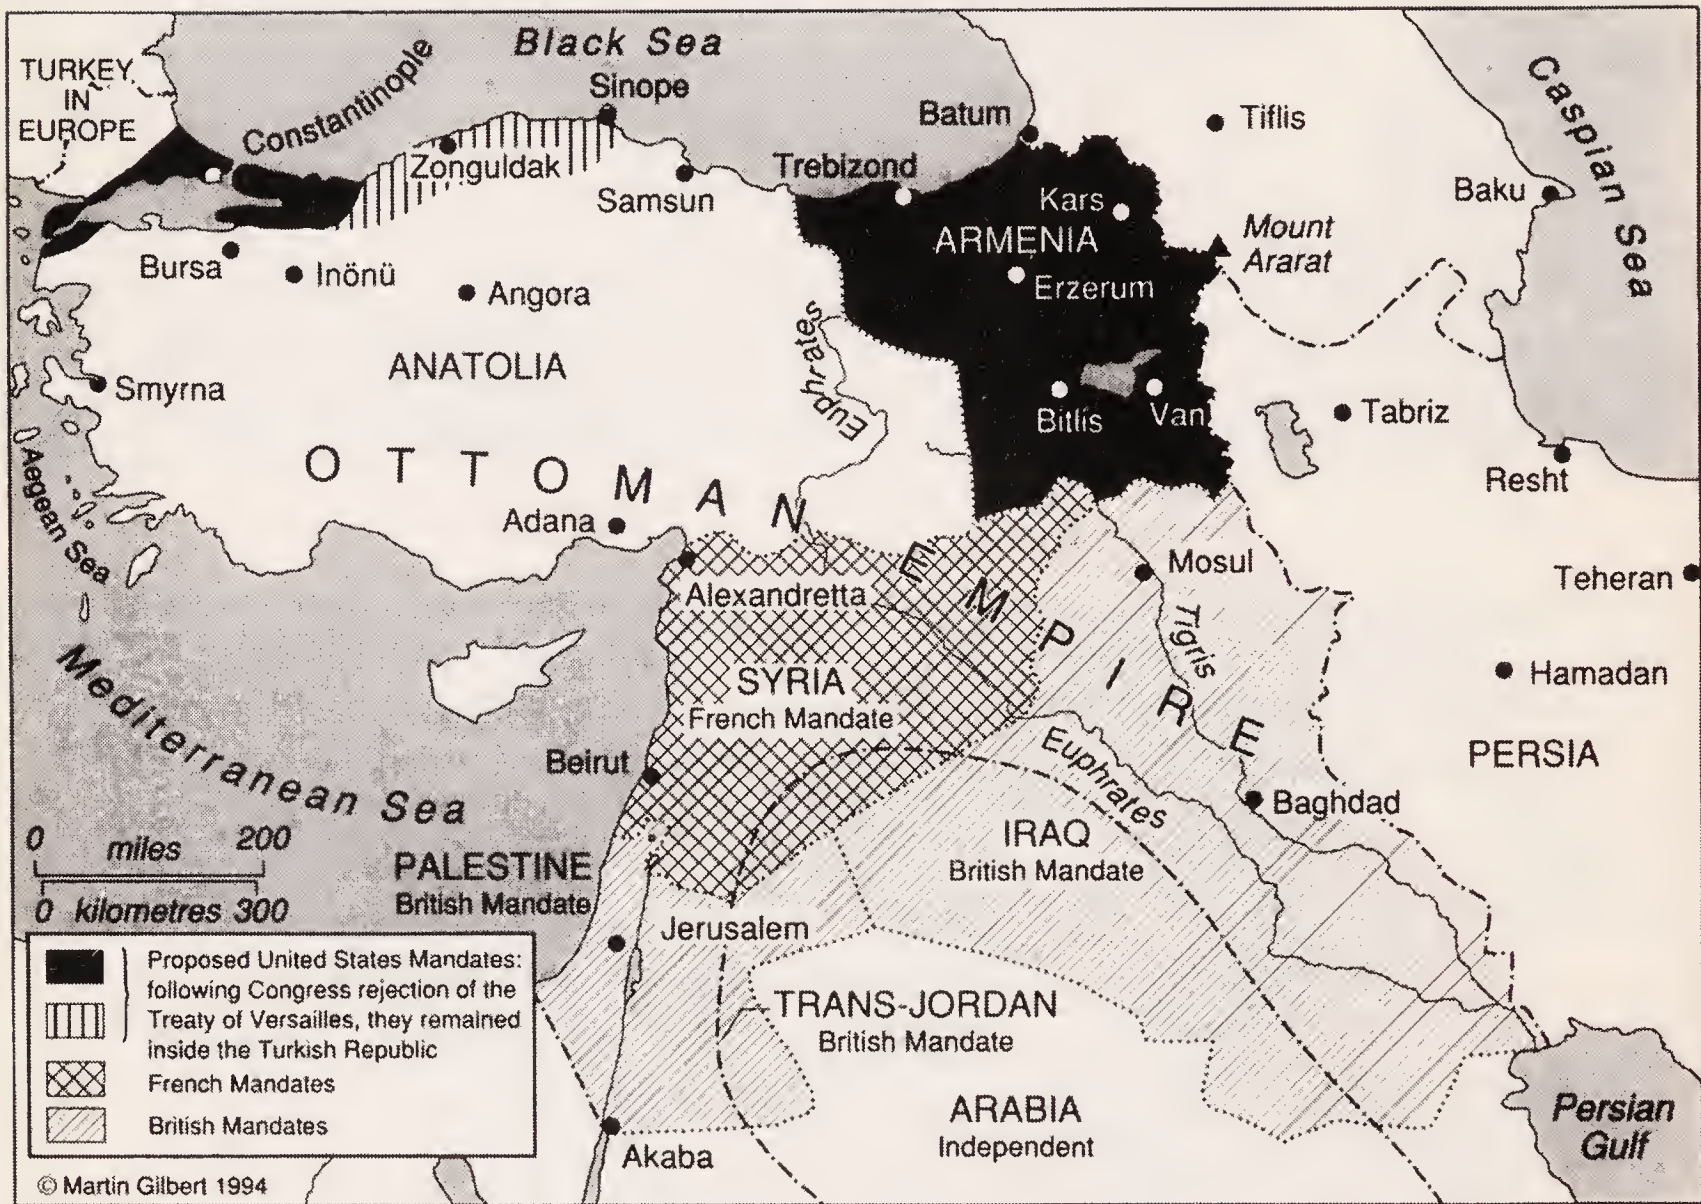 Black Sea
Caspian Sea
TURKEY
IN
EUROPE
Constantinople
Sinope
Batum
Tiflis
Zonguldak
Trebizond
Baku
Samsun
Kars
Mount
Ararat
ARMENIA
Bursa
Inönü
Angora
Erzerum
Euphrates
ANATOLIA
Smyrna
Bitlis
Van
Tabriz
OTTOMAN EMPIRE
Aegean Sea
Resht
Adana
Mosul
Teheran
Alexandretta
Tigris
Mediterranean Sea
SYRIA
French Mandate
Hamadan
Beirut
Euphrates
PERSIA
Baghdad
0 miles 200
0 kilometres 300
PALESTINE
British Mandate
IRAQ
British Mandate
Jerusalem
TRANS-JORDAN
British Mandate
ARABIA
Independent
Akaba
Persian
Gulf
Proposed United States Mandates:
following Congress rejection of the
Treaty of Versailles, they remained
inside the Turkish Republic
French Mandates
British Mandates
© Martin Gilbert 1994